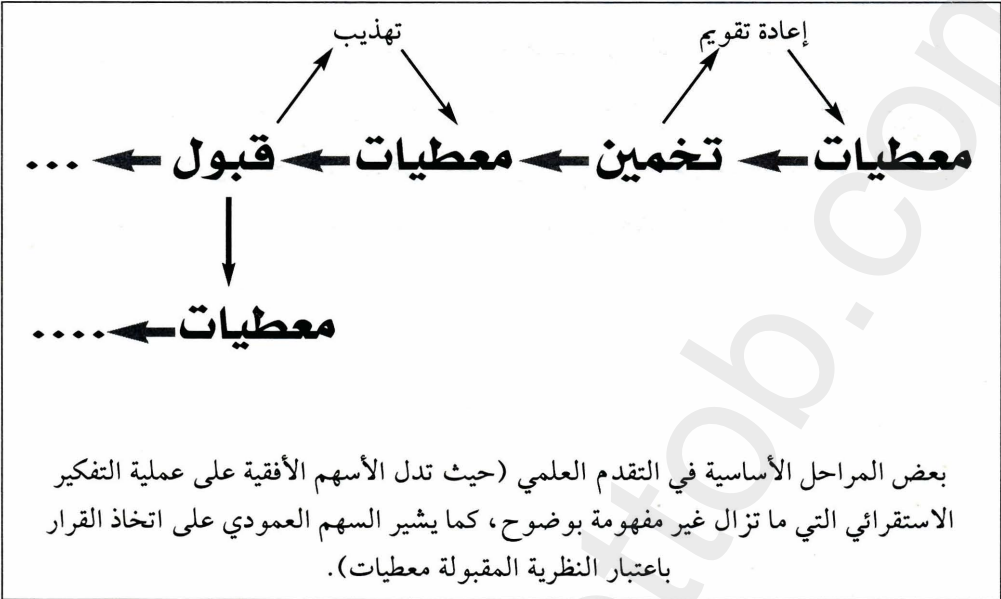 إعادة تقويم
تهذيب
معطيات تخمين معطيات قبول ...
معطيات ....
بعض المراحل الأساسية في التقدم العلمي (حيث تدل الأسهم الأفقية على عملية التفكير
الاستقرائي التي ما تزال غير مفهومة بوضوح، كما يشير السهم العمودي على اتخاذ القرار
باعتبار النظرية المقبولة معطيات).